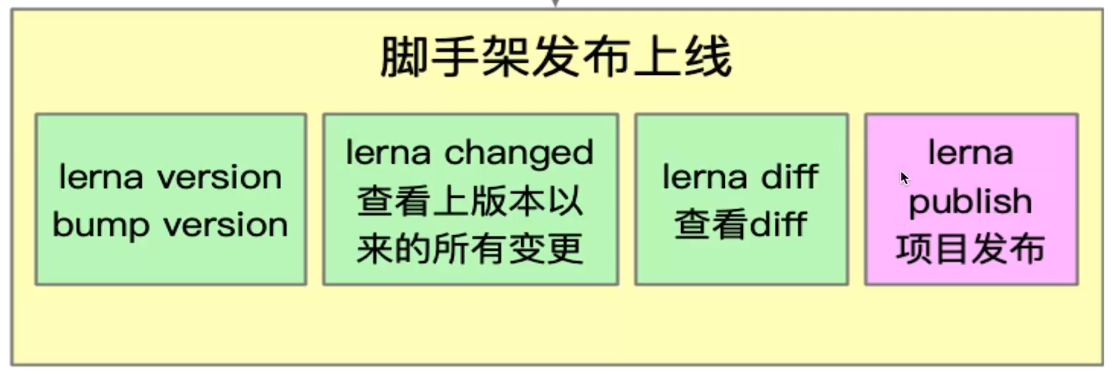 脚手架发布上线
lerna version
bump version
lerna changed
查看上版本以
来的所有变更
lerna diff
查看diff
lerna
publish
项目发布